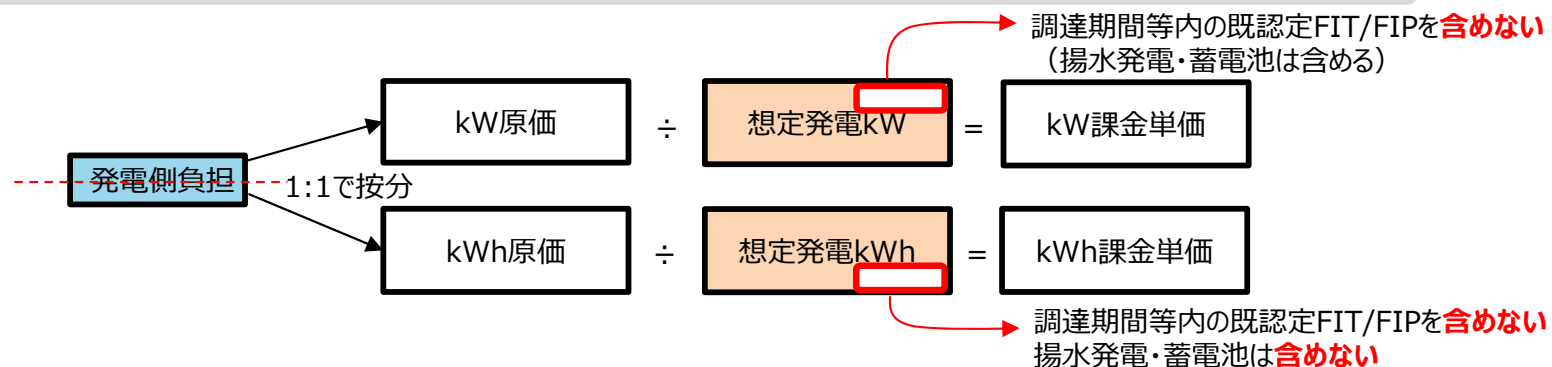 調達期間等内の既認定FIT/FIPを含めない
（揚水発電・蓄電池は含める）
kW原価
÷
想定発電kW
=
kW課金単価
発電側負担
1:1で按分
kWh原価
÷
想定発電kWh
=
kWh課金単価
調達期間等内の既認定FIT/FIPを含めない
揚水発電・蓄電池は含めない